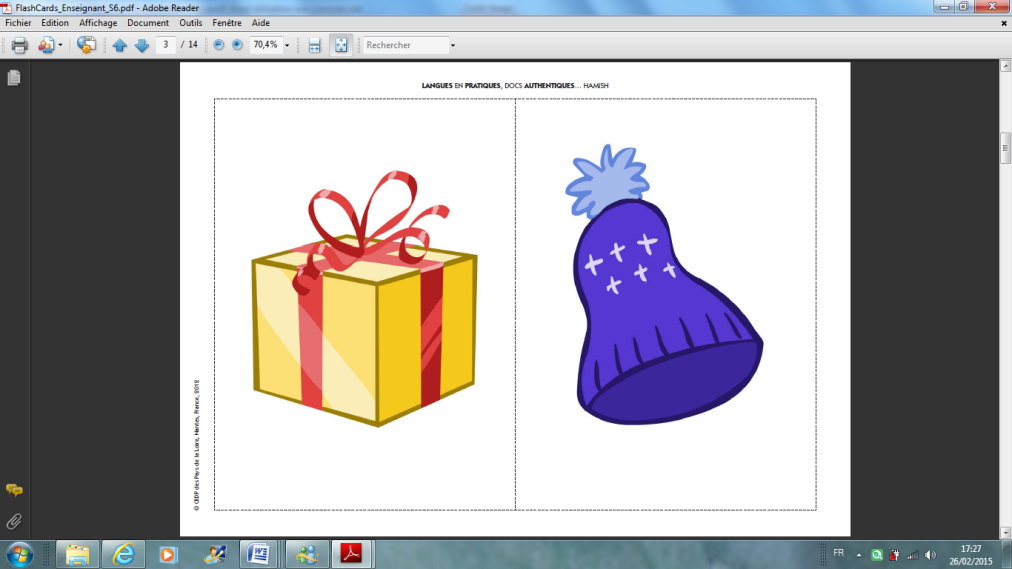 FlashCards_Enseignant_S6.pdf - Adobe Reader
Fichier Edition Affichage Document Outils Fenêtre Aide
3 / 14 70,4% Rechercher
LANGUES EN PRATIQUES, DOCS AUTHENTIQUES... HAMISH
© CRDP des Pays de la Loire, Nantes, France, 2012
FR 17:27
26/02/2015